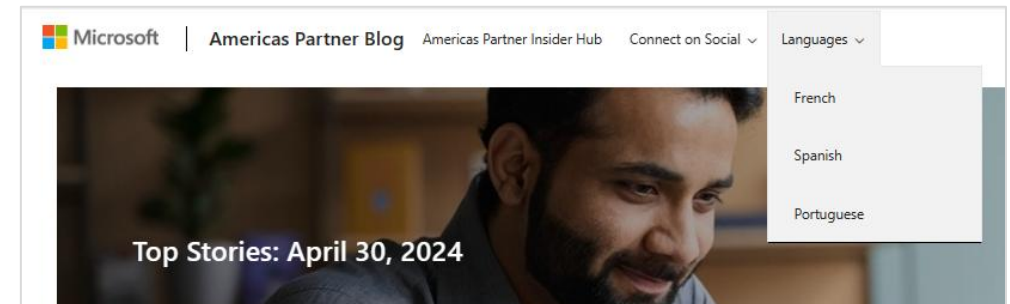 Microsoft | Americas Partner Blog Americas Partner Insider Hub Connect on Social Languages
French
Spanish
Portuguese
Top Stories: April 30, 2024